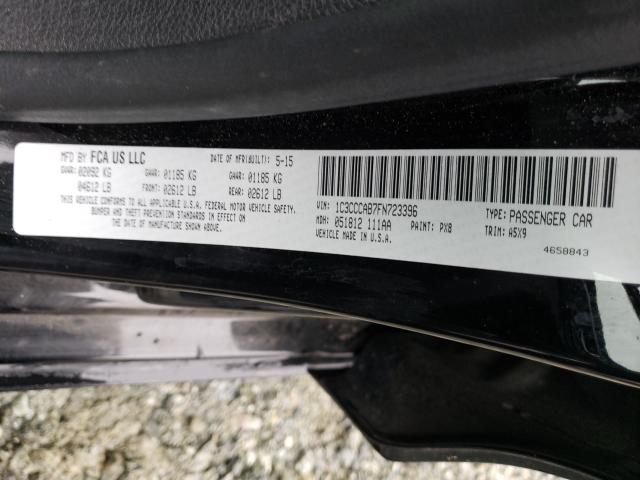 MFD BY FCA US LLC DATE OF MFR(BUILT): 5-15
GVWR: 02092 KG GAWR: 01185 KG GAWR: 01185 KG
04612 LB FRONT: 02612 LB REAR: 02612 LB
THIS VEHICLE CONFORMS TO ALL APPLICABLE U.S.A. FEDERAL MOTOR VEHICLE SAFETY,
BUMPER AND THEFT PREVENTION STANDARDS IN EFFECT ON
THE DATE OF MANUFACTURE SHOWN ABOVE.
VIN: 1C3CCCAB7FN723396 TYPE: PASSENGER CAR
MDH: 051812 111AA PAINT: PX8 TRIM: A5X9
VEHICLE MADE IN U.S.A. 4658843